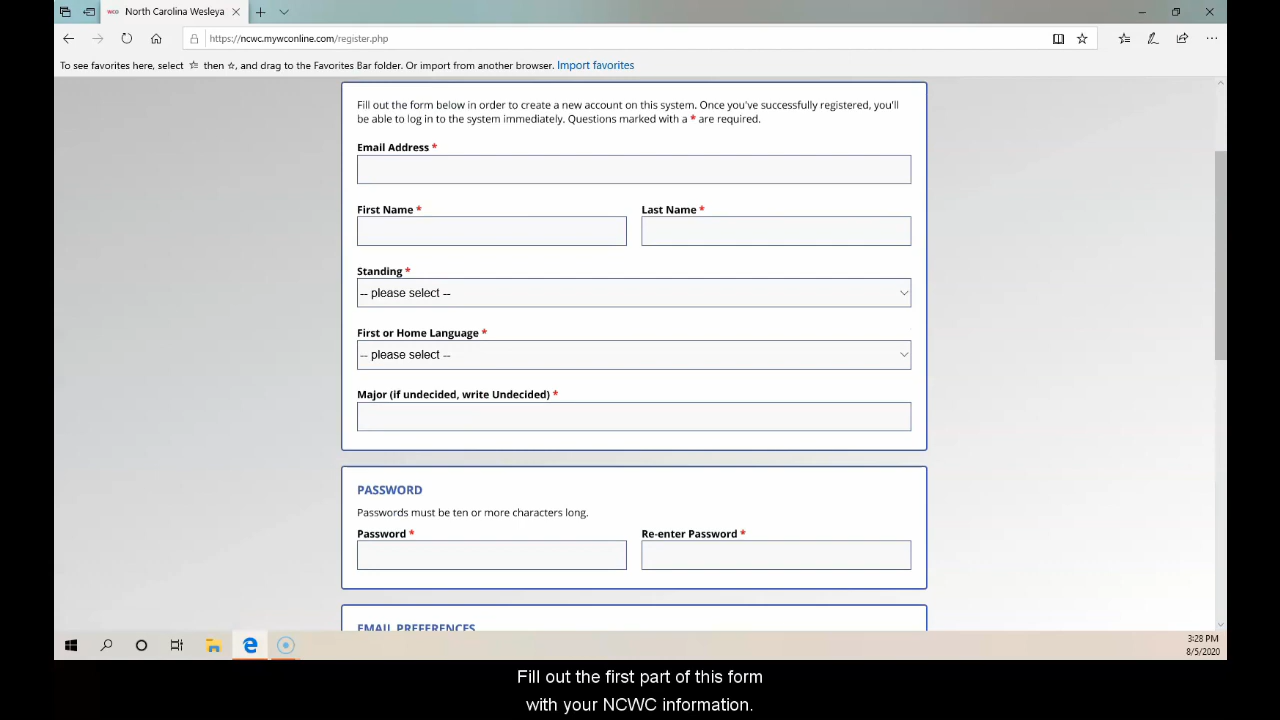 North Carolina Wesleya
https://ncwc.mywconline.com/register.php
To see favorites here, select then , and drag to the Favorites Bar folder. Or import from another browser. Import favorites
Fill out the form below in order to create a new account on this system. Once you've successfully registered, you'll
be able to log in to the system immediately. Questions marked with a * are required.
Email Address *
First Name * Last Name *
Standing *
-- please select --
First or Home Language *
-- please select --
Major (if undecided, write Undecided) *
PASSWORD
Passwords must be ten or more characters long.
Password * Re-enter Password *
EMAIL PREFERENCES
3:28 PM
8/5/2020
Fill out the first part of this form
with your NCWC information.